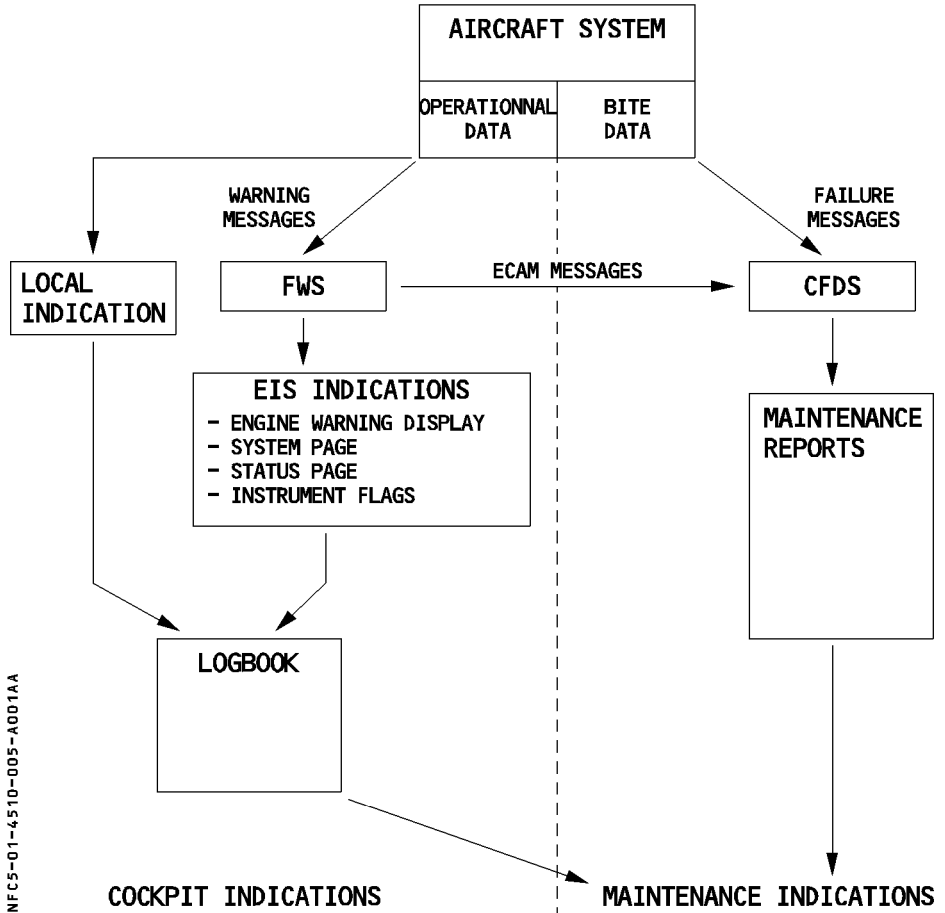 AIRCRAFT SYSTEM
OPERATIONNAL
DATA
BITE
DATA
WARNING
MESSAGES
FAILURE
MESSAGES
LOCAL
INDICATION
FWS
ECAM MESSAGES
CFDS
EIS INDICATIONS
- ENGINE WARNING DISPLAY
- SYSTEM PAGE
- STATUS PAGE
- INSTRUMENT FLAGS
MAINTENANCE
REPORTS
LOGBOOK
NFC5-01-4510-005-A001AA
COCKPIT INDICATIONS
MAINTENANCE INDICATIONS